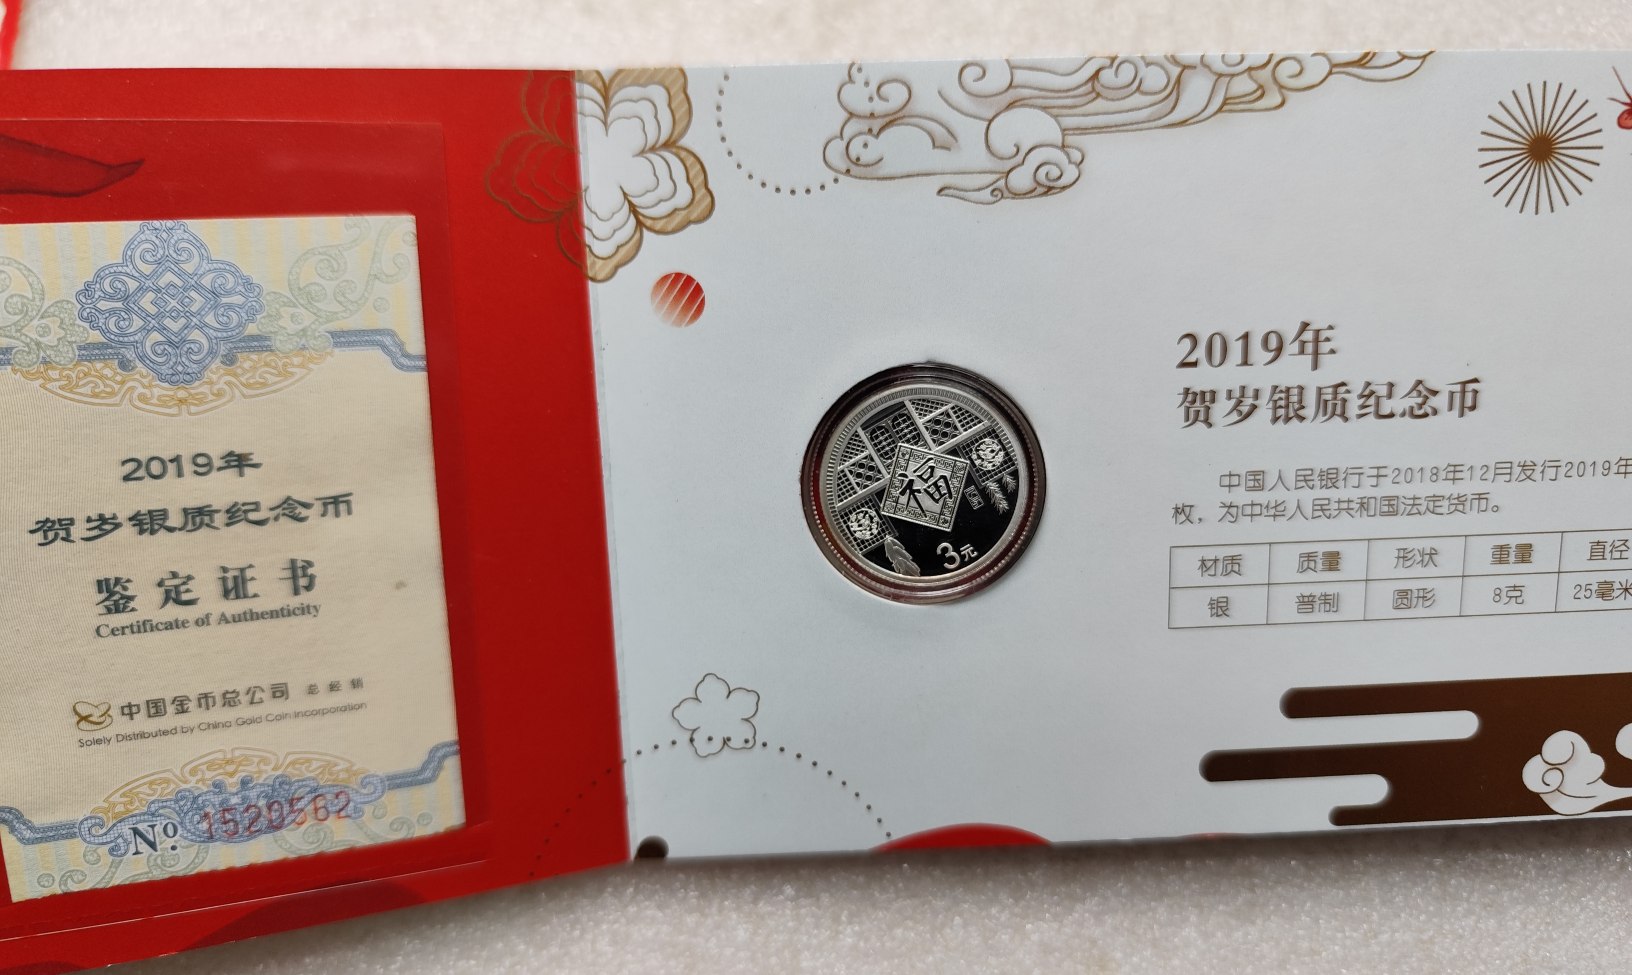 2019年
贺岁银质纪念币
鉴定证书
Certificate of Authenticity
中国金币总公司 总经销
Solely Distributed by China Gold Coin Incorporation
Nº 1520562
福
3元
2019年
贺岁银质纪念币
中国人民银行于2018年12月发行2019年
枚，为中华人民共和国法定货币。
材质 质量 形状 重量 直径
银 普制 圆形 8克 25毫米